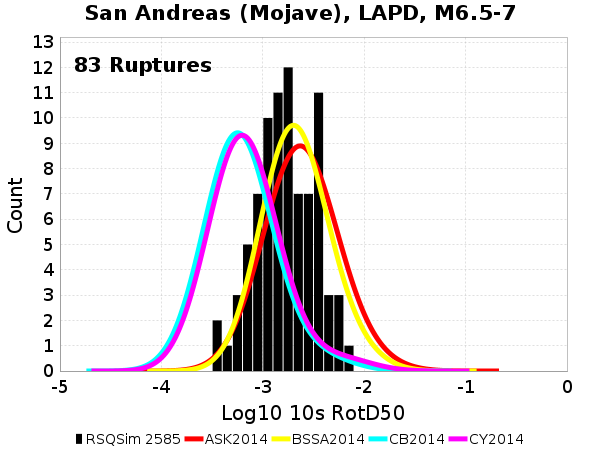 San Andreas (Mojave), LAPD, M6.5-7
83 Ruptures
Count
13
12
11
10
9
8
7
6
5
4
3
2
1
0
-5 -4 -3 -2 -1 0
Log10 10s RotD50
RSQSim 2585 ASK2014 BSSA2014 CB2014 CY2014